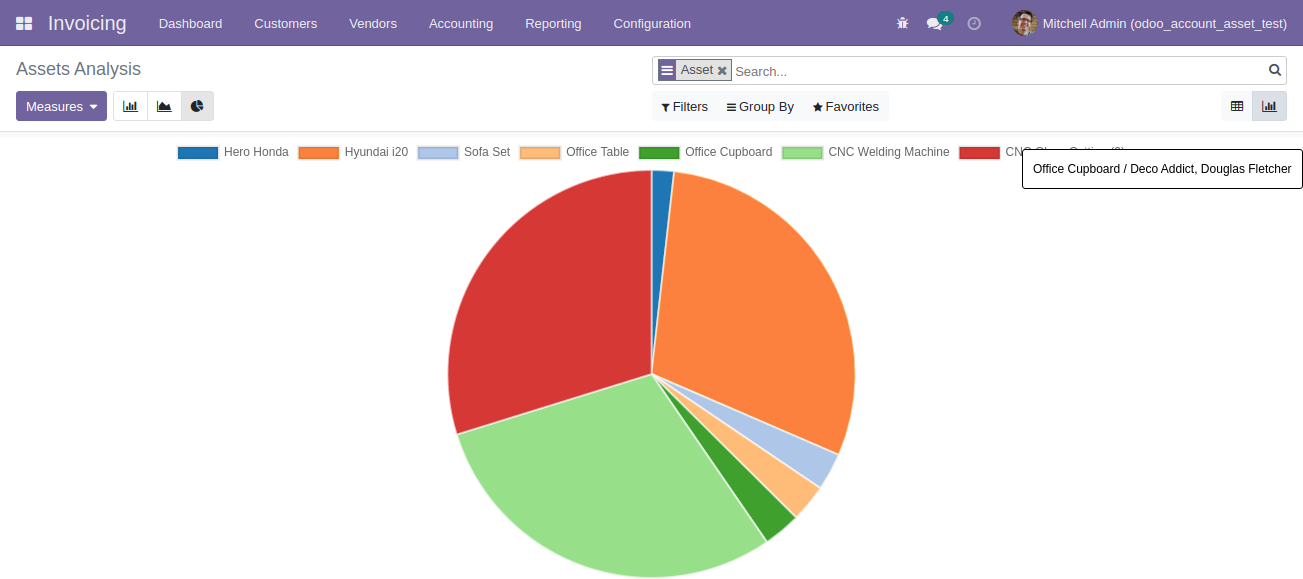 Invoicing Dashboard Customers Vendors Accounting Reporting Configuration 4 Mitchell Admin (odoo_account_asset_test)
Assets Analysis
Asset Search...
Measures
Filters Group By Favorites
Hero Honda Hyundai i20 Sofa Set Office Table Office Cupboard CNC Welding Machine
Office Cupboard / Deco Addict, Douglas Fletcher